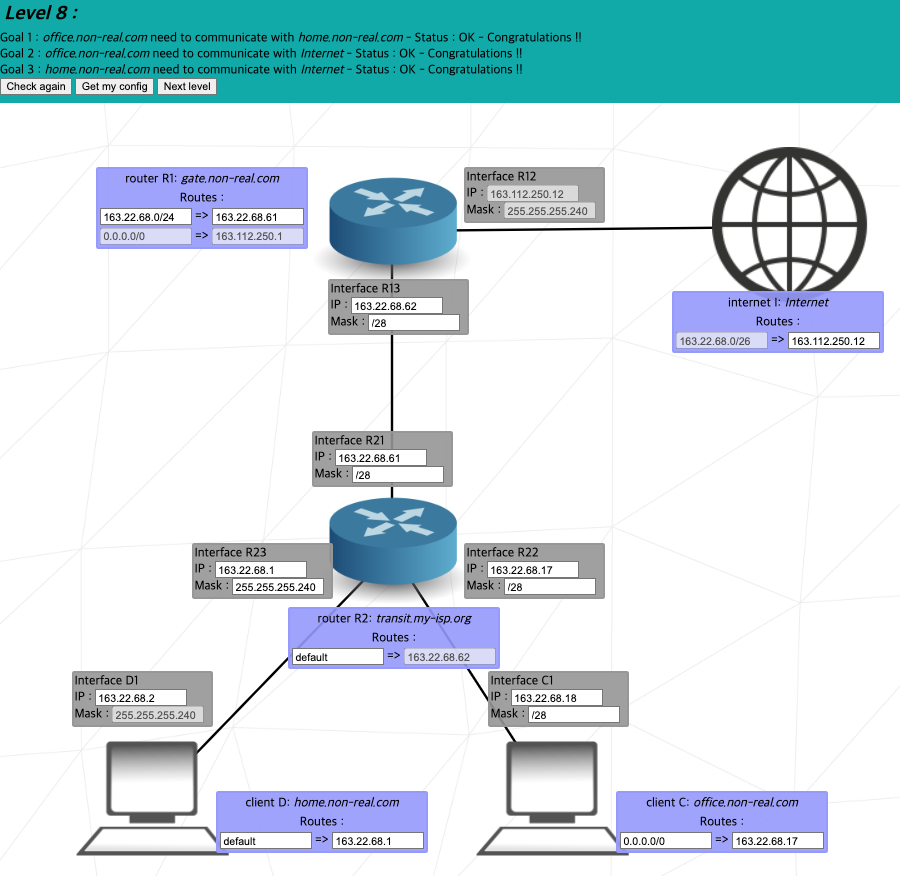 Level 8 :
Goal 1 : office.non-real.com need to communicate with home.non-real.com - Status : OK - Congratulations !!
Goal 2 : office.non-real.com need to communicate with Internet - Status : OK - Congratulations !!
Goal 3 : home.non-real.com need to communicate with Internet - Status : OK - Congratulations !!
Check again Get my config Next level
router R1: gate.non-real.com
Routes :
163.22.68.0/24 => 163.22.68.61
0.0.0.0/0 => 163.112.250.1
Interface R12
IP : 163.112.250.12
Mask : 255.255.255.240
Interface R13
IP : 163.22.68.62
Mask : /28
internet I: Internet
Routes :
163.22.68.0/26 => 163.112.250.12
Interface R21
IP : 163.22.68.61
Mask : /28
Interface R23
IP : 163.22.68.1
Mask : 255.255.255.240
Interface R22
IP : 163.22.68.17
Mask : /28
router R2: transit.my-isp.org
Routes :
default => 163.22.68.62
Interface D1
IP : 163.22.68.2
Mask : 255.255.255.240
Interface C1
IP : 163.22.68.18
Mask : /28
client D: home.non-real.com
Routes :
default => 163.22.68.1
client C: office.non-real.com
Routes :
0.0.0.0/0 => 163.22.68.17